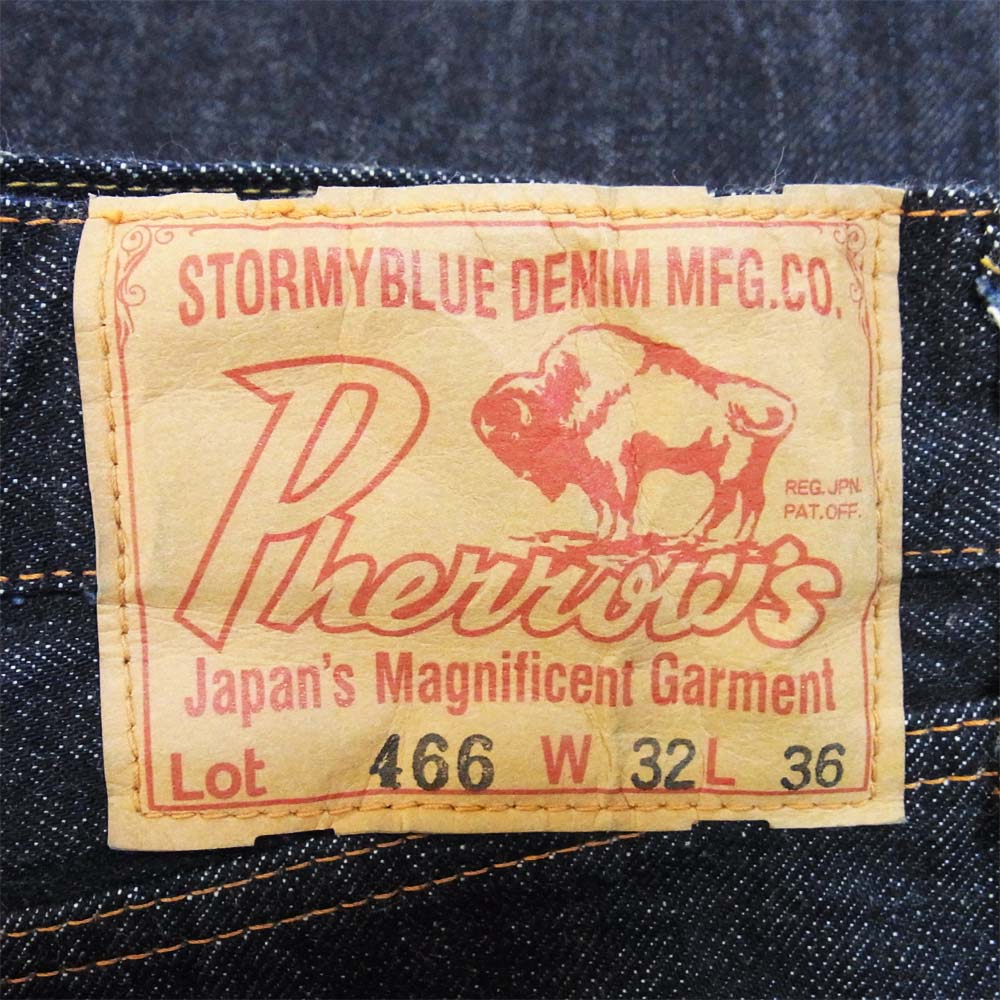 STORMYBLUE DENIM MFG.CO.
REG. JPN.
PAT. OFF.
Pherrow's
Japan's Magnificent Garment
Lot 466 W 32 L 36